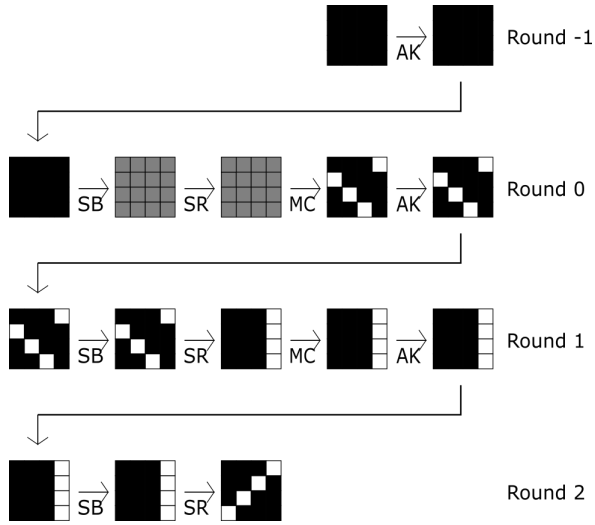 AK Round -1
SB SR MC AK Round 0
SB SR MC AK Round 1
SB SR Round 2